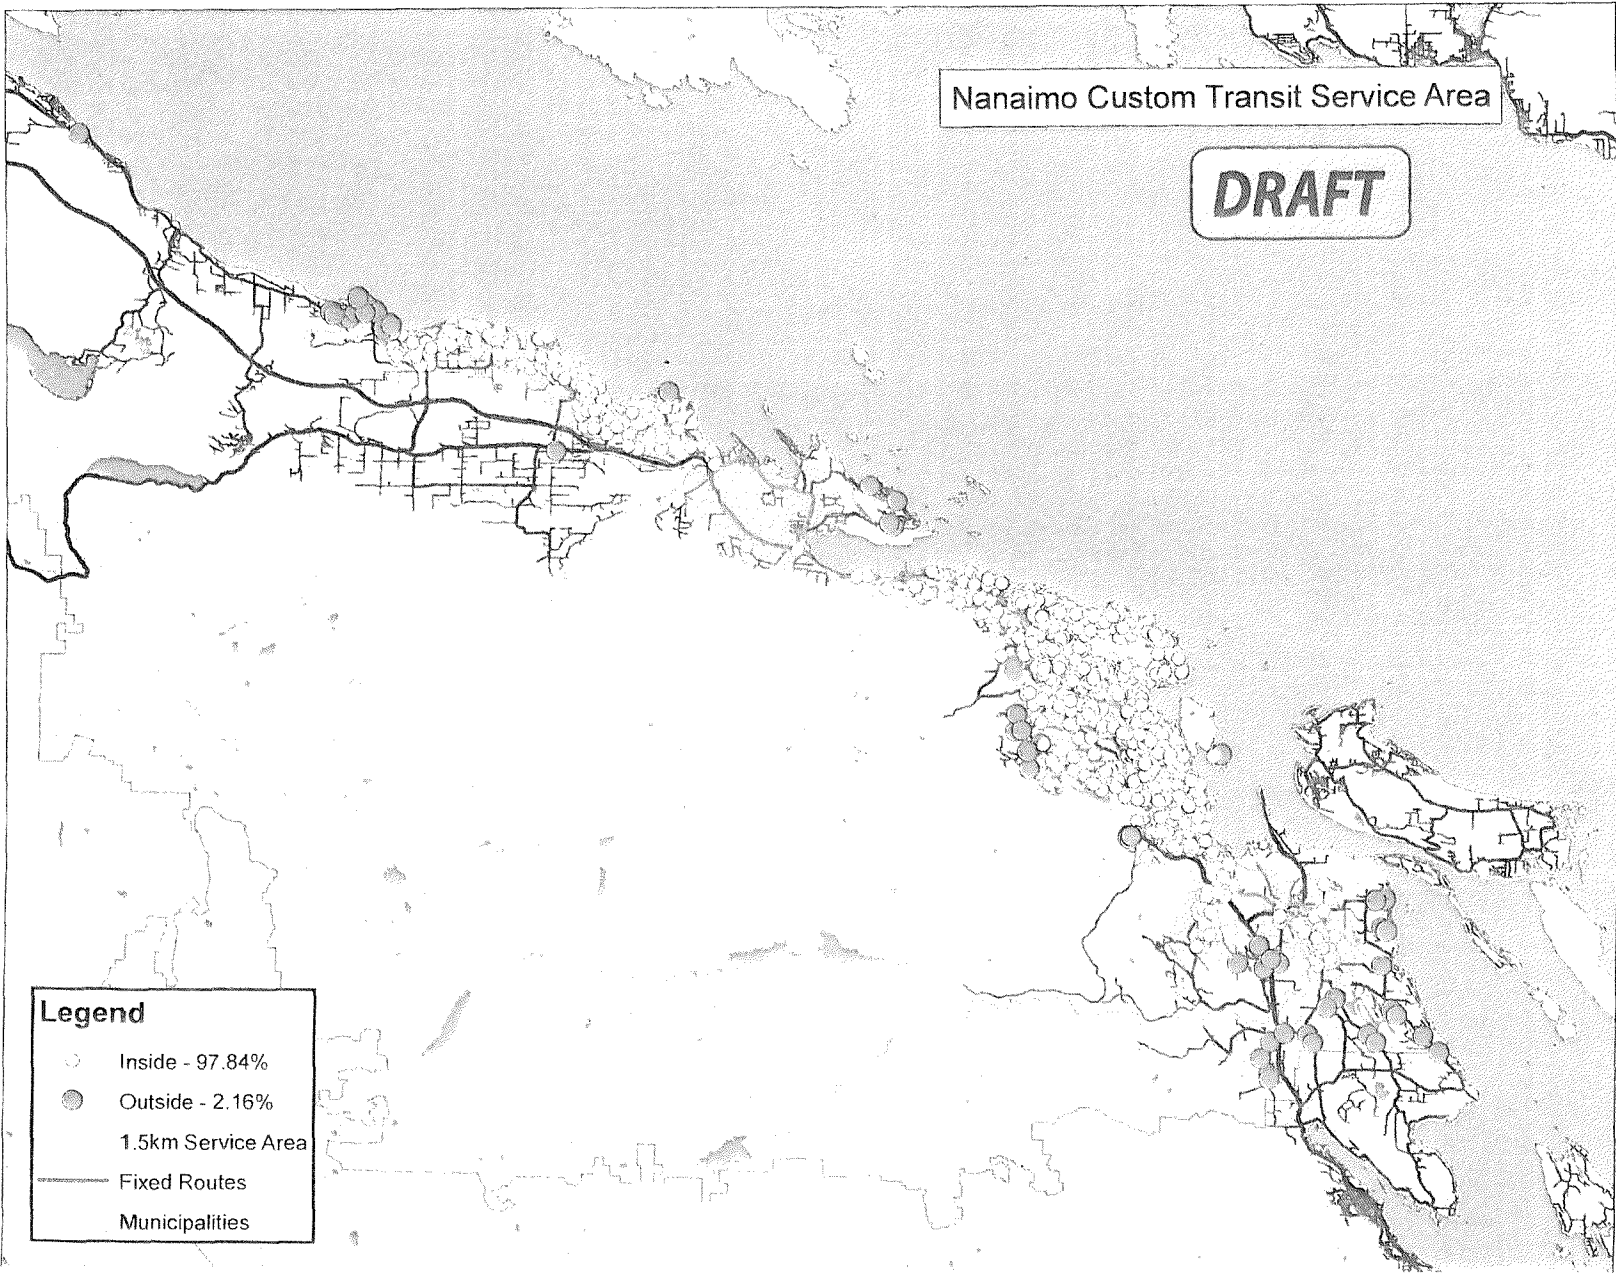 Nanaimo Custom Transit Service Area
DRAFT
Legend
Inside - 97.84%
Outside - 2.16%
1.5km Service Area
Fixed Routes
Municipalities